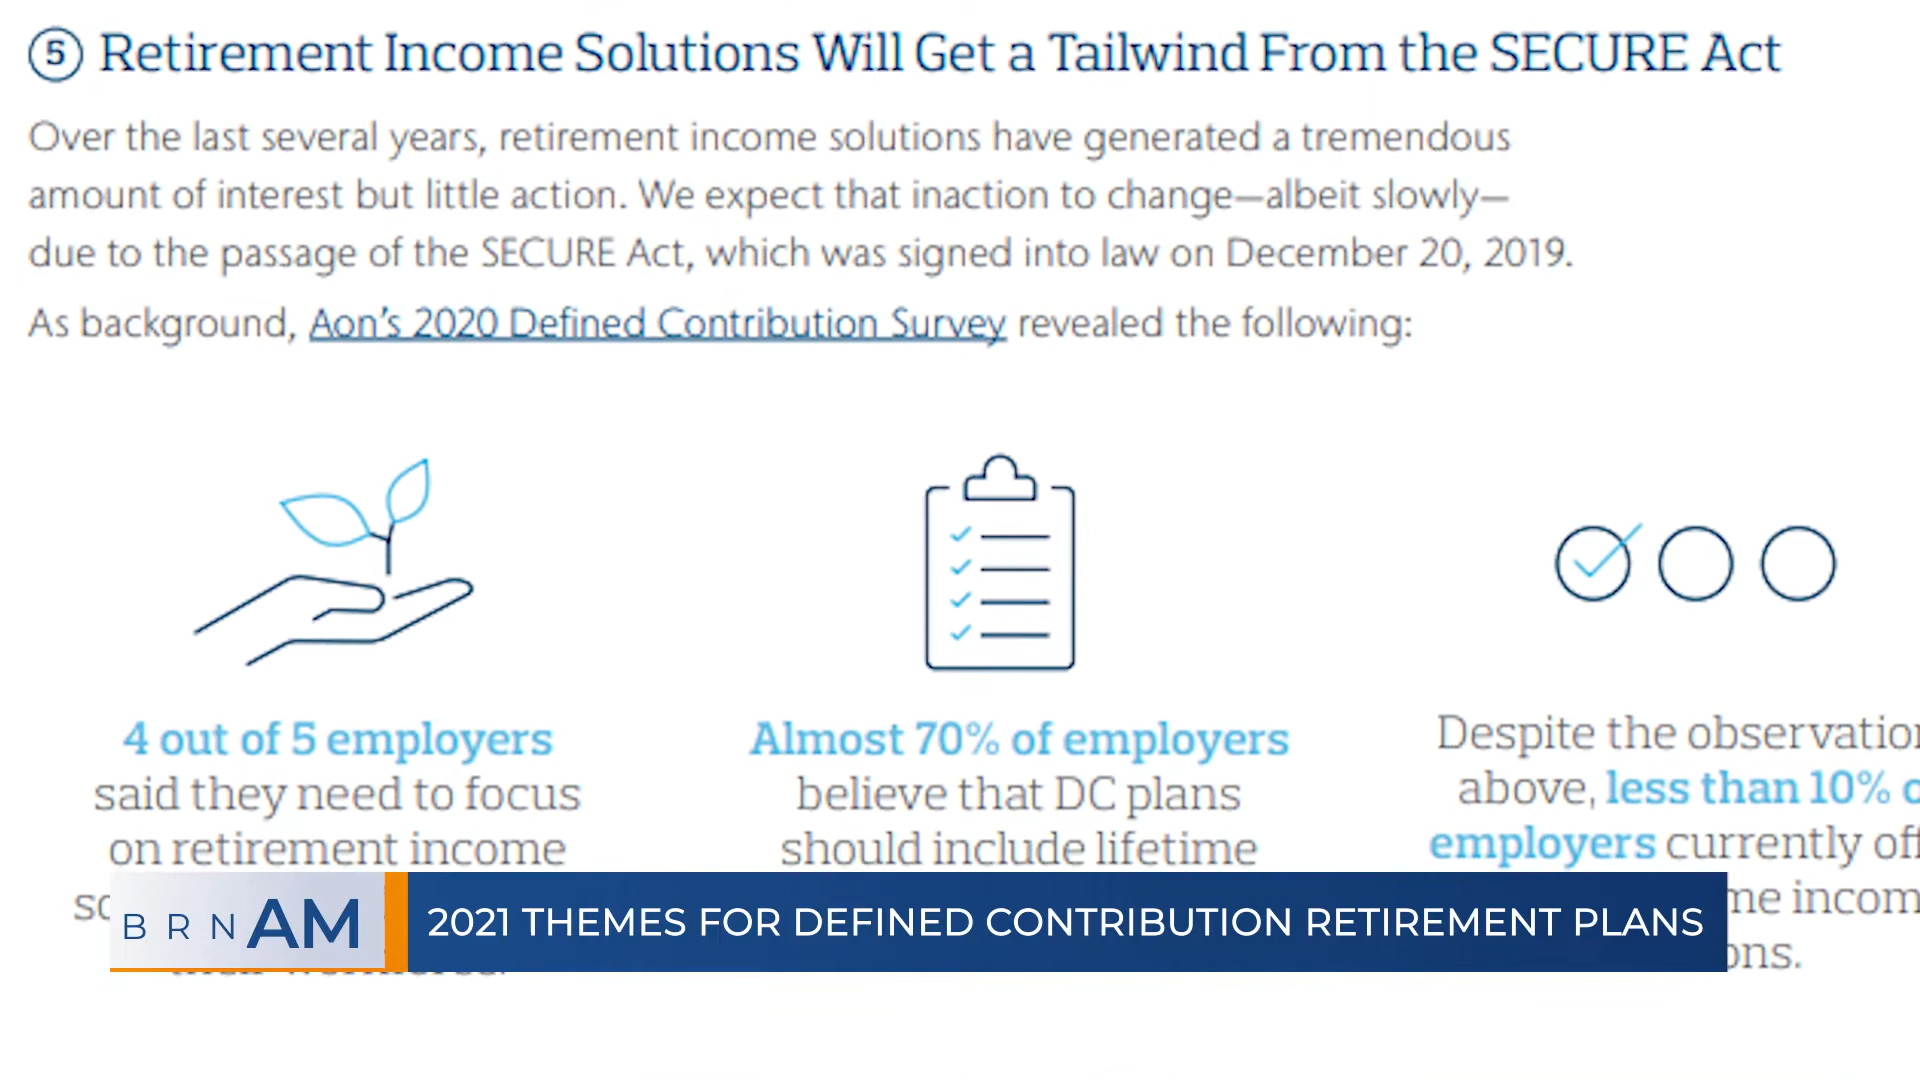 5 Retirement Income Solutions Will Get a Tailwind From the SECURE Act
Over the last several years, retirement income solutions have generated a tremendous
amount of interest but little action. We expect that inaction to change—albeit slowly—
due to the passage of the SECURE Act, which was signed into law on December 20, 2019.
As background, Aon's 2020 Defined Contribution Survey revealed the following:
4 out of 5 employers
said they need to focus
on retirement income
Almost 70% of employers
believe that DC plans
should include lifetime
Despite the
above, less than 10%
employers currently
BRN AM
2021 THEMES FOR DEFINED CONTRIBUTION RETIREMENT PLANS